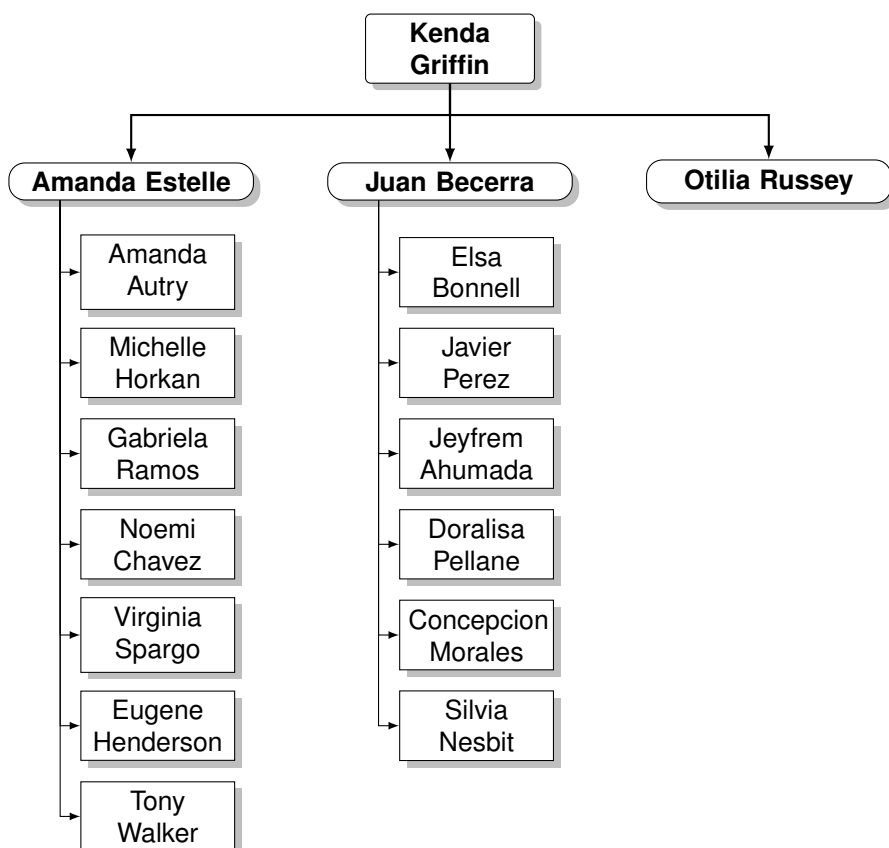 Kenda
Griffin
Amanda Estelle
Juan Becerra
Otilia Russey
Amanda
Autry
Michelle
Horkan
Gabriela
Ramos
Noemi
Chavez
Virginia
Spargo
Eugene
Henderson
Tony
Walker
Elsa
Bonnell
Javier
Perez
Jeyfrem
Ahumada
Doralisa
Pellane
Concepcion
Morales
Silvia
Nesbit